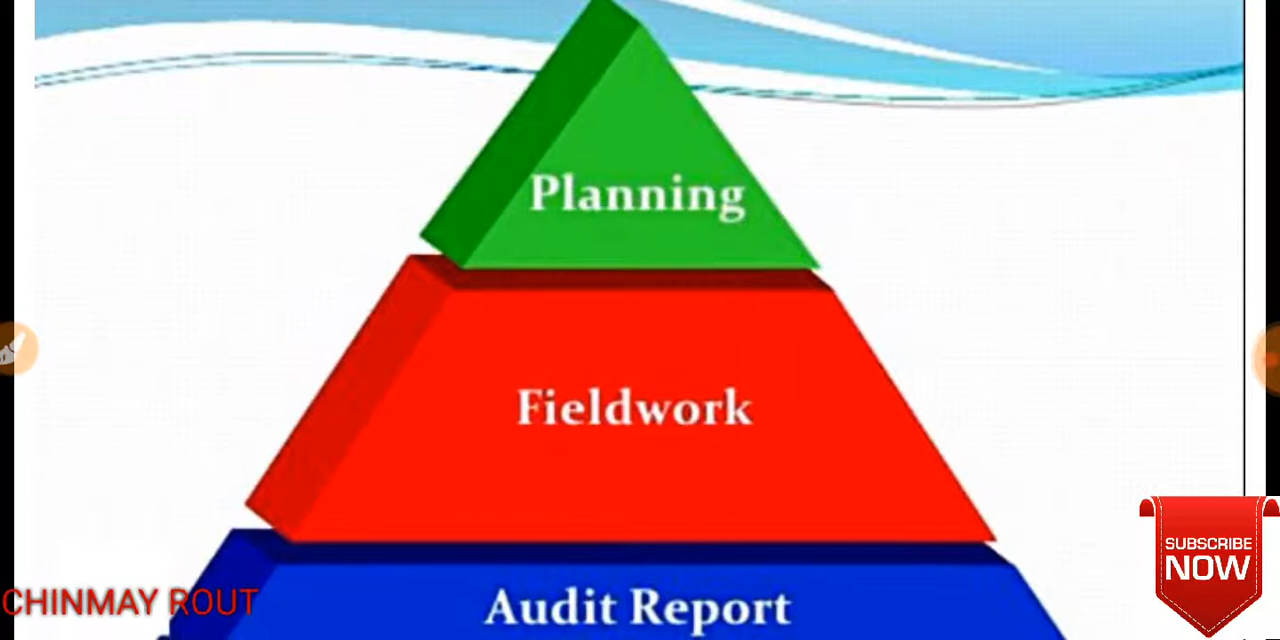 Planning
Fieldwork
Audit Report
CHINMAY ROUT
SUBSCRIBE
NOW